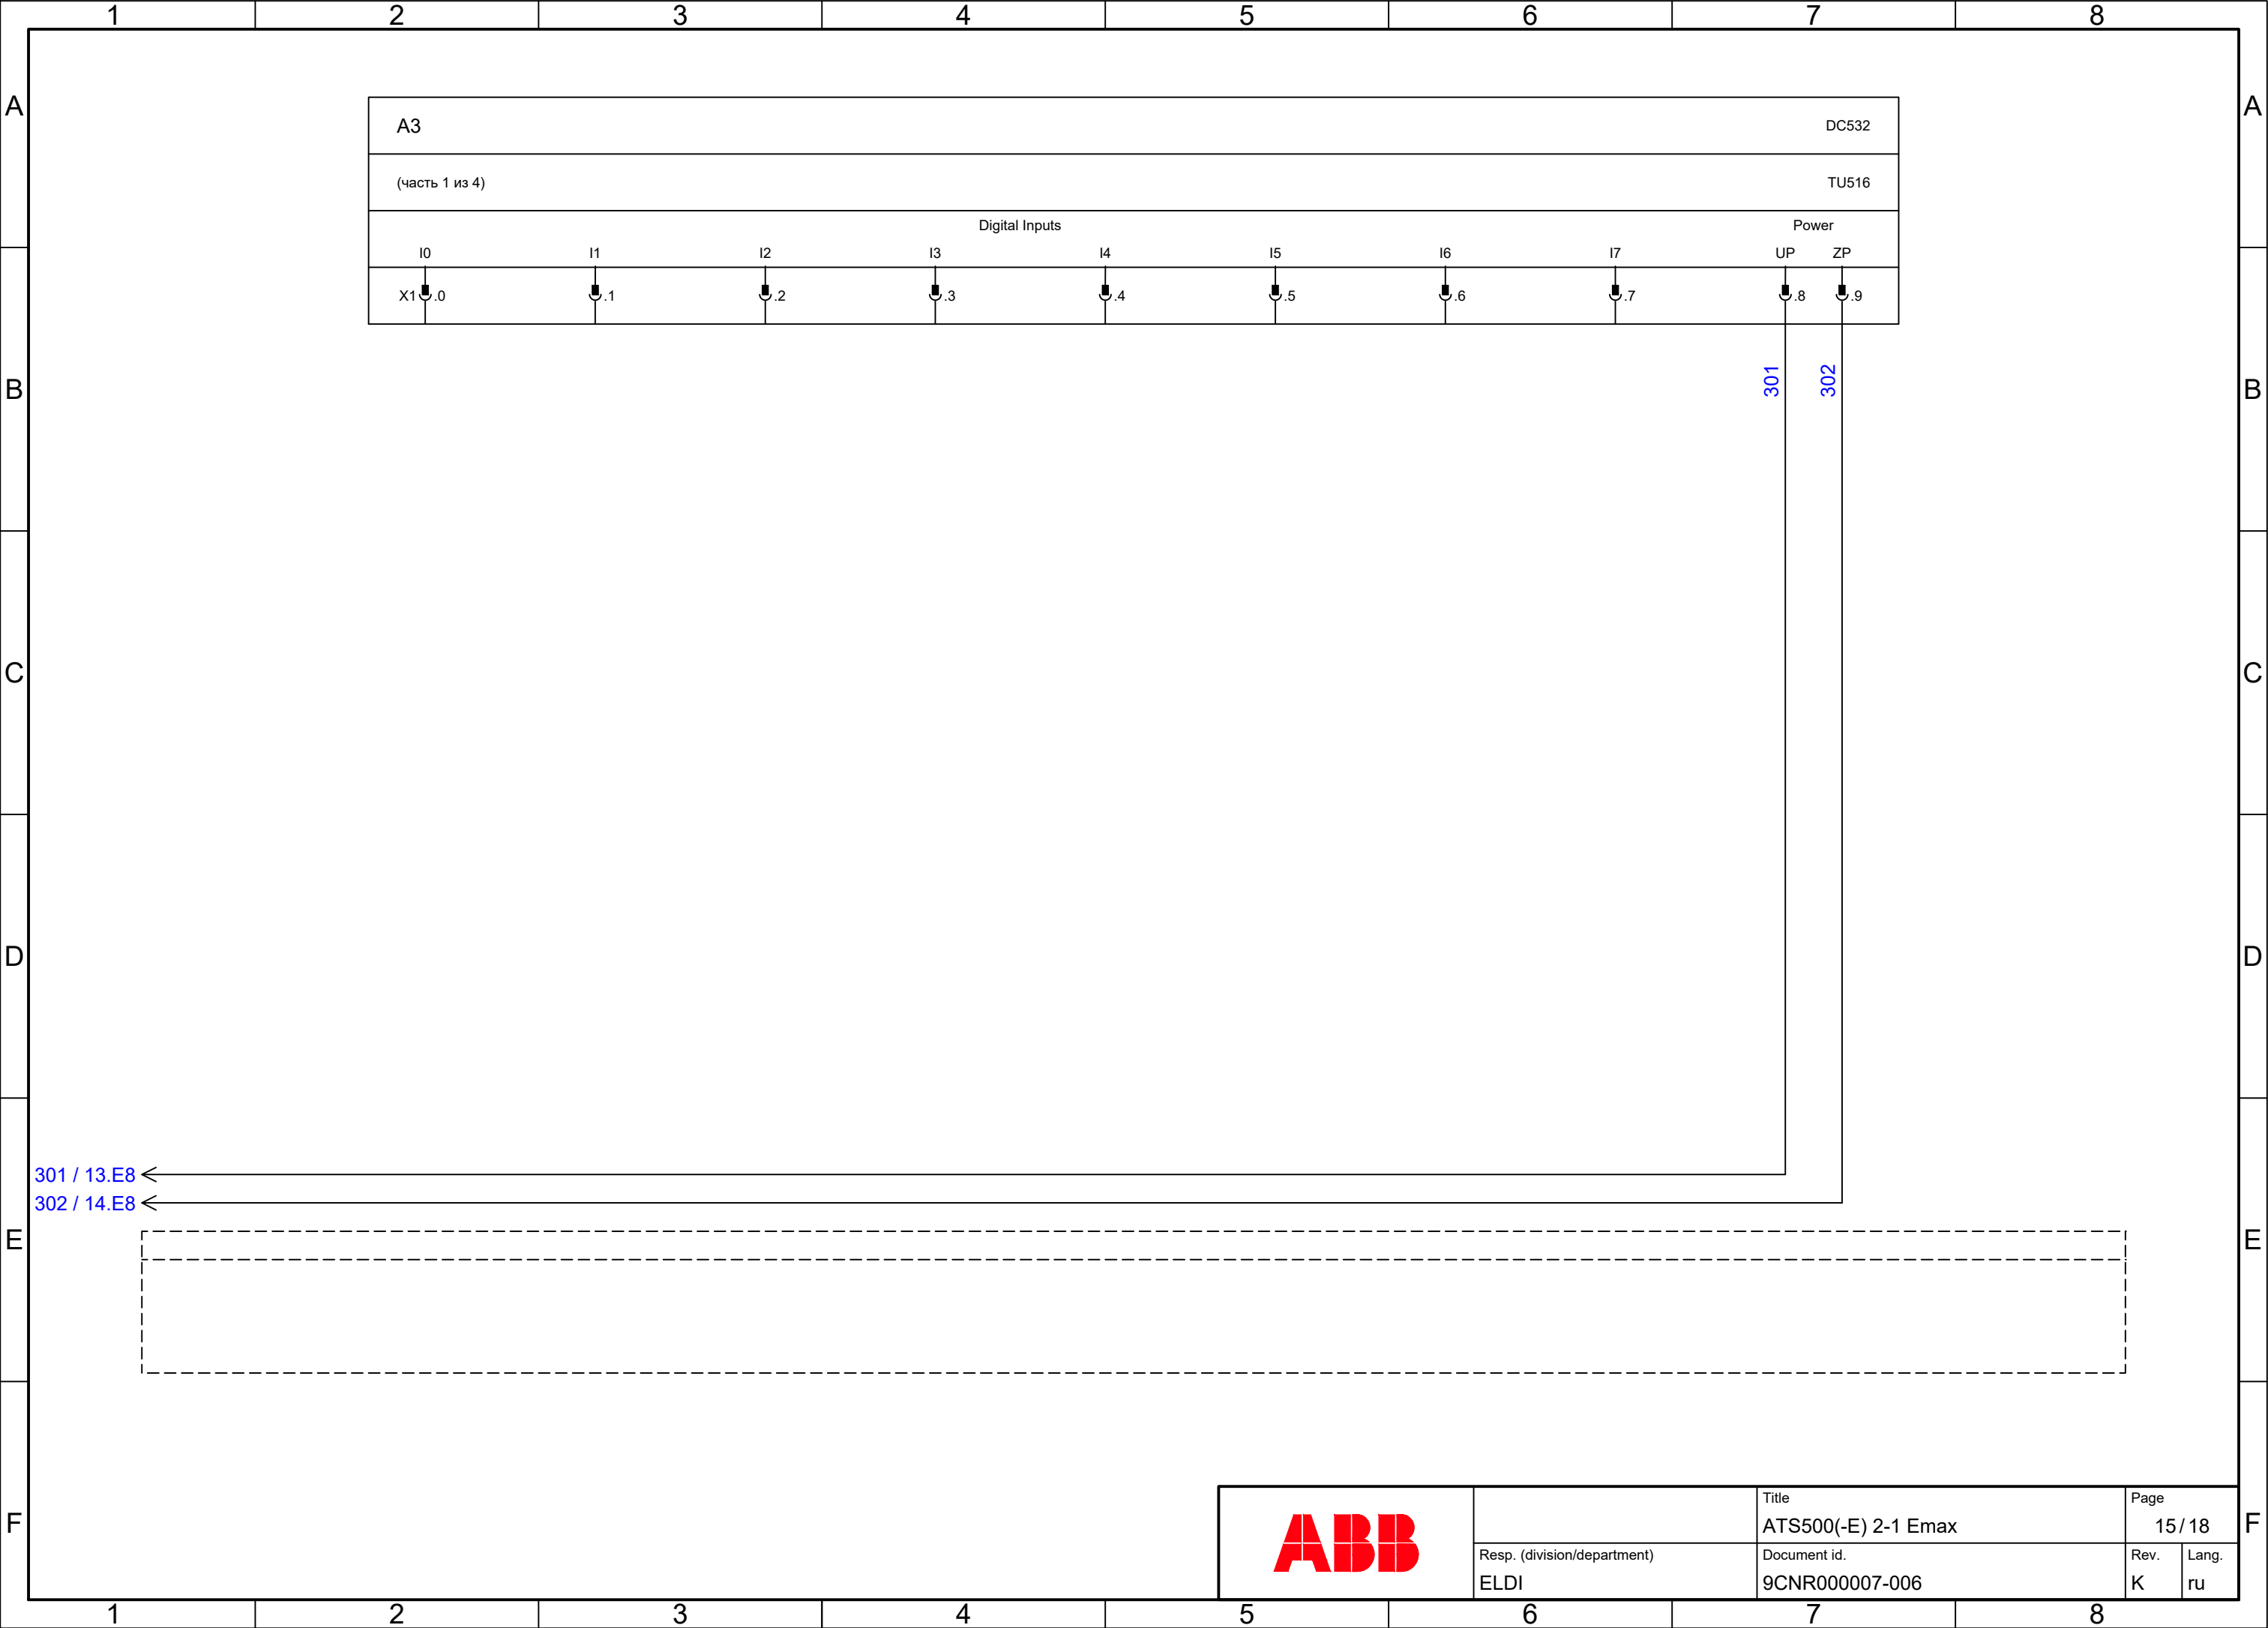 1 2 3 4 5 6 7 8
A A
A3 DC532
(часть 1 из 4) TU516
Digital Inputs Power
I0 I1 I2 I3 I4 I5 I6 I7 UP ZP
X1 .0 .1 .2 .3 .4 .5 .6 .7 .8 .9
301 302
B B
C C
D D
301 / 13.E8
302 / 14.E8
E E
F F
ABB
Title
ATS500(-E) 2-1 Emax
Page
15 / 18
Resp. (division/department)
ELDI
Document id.
9CNR000007-006
Rev.
K
Lang.
ru
1 2 3 4 5 6 7 8